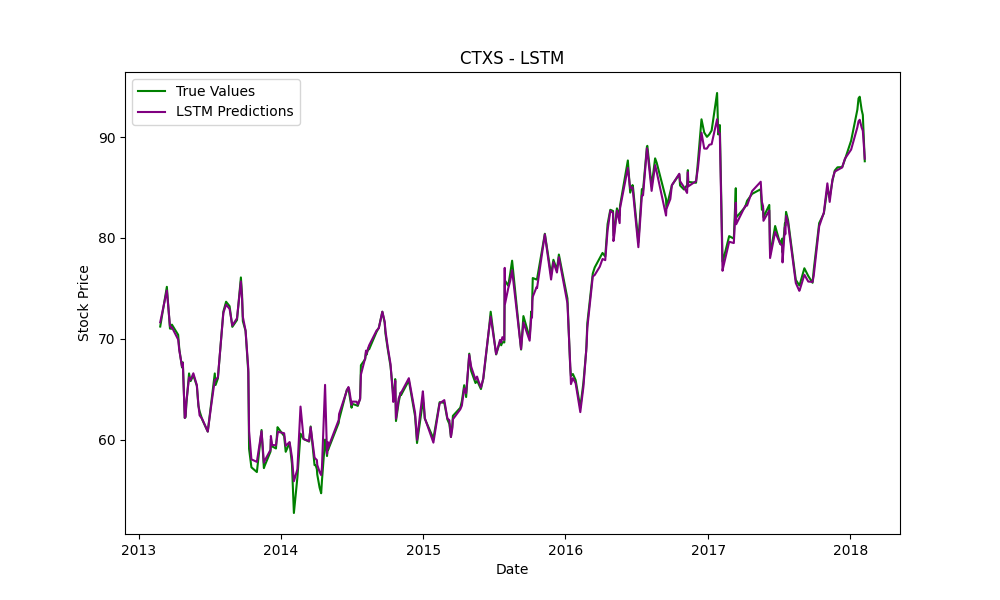 CTXS - LSTM
True Values
LSTM Predictions
90
80
70
60
Stock Price
2013 2014 2015 2016 2017 2018
Date